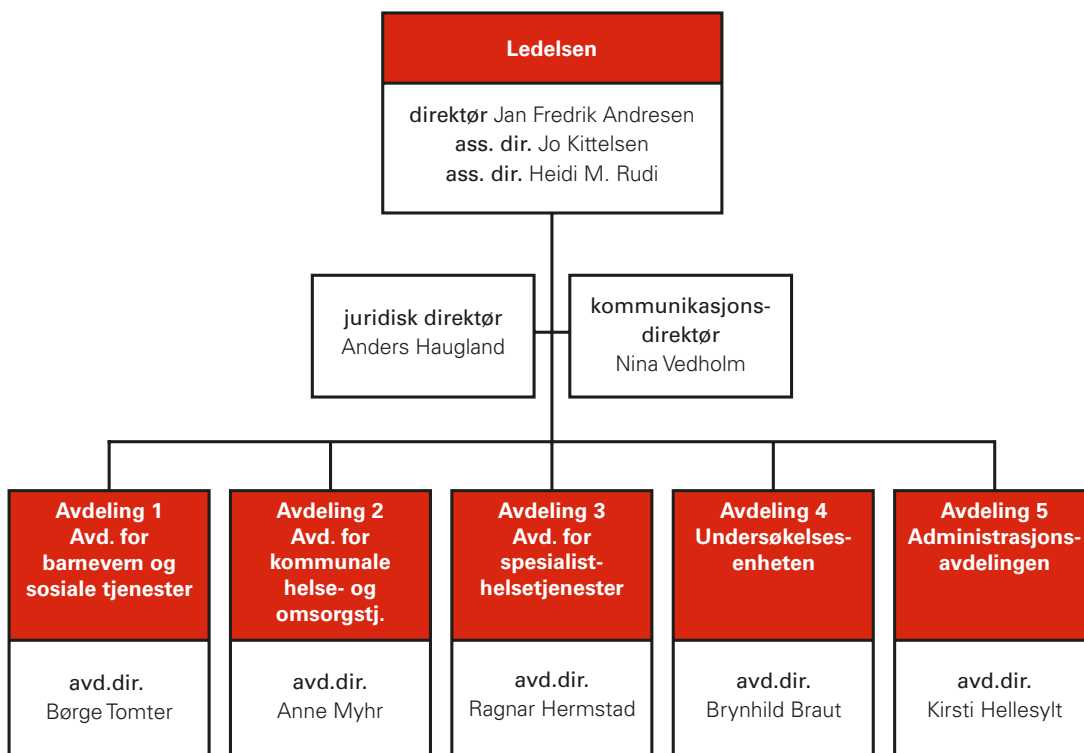 Ledelsen
direktør Jan Fredrik Andresen
ass. dir. Jo Kittelsen
ass. dir. Heidi M. Rudi
juridisk direktør
Anders Haugland
kommunikasjons-
direktør
Nina Vedholm
Avdeling 1
Avd. for
barnevern og
sosiale tjenester
avd.dir.
Børge Tomter
Avdeling 2
Avd. for
kommunale
helse- og
omsorgstj.
avd.dir.
Anne Myhr
Avdeling 3
Avd. for
spesialist-
helsetjenester
avd.dir.
Ragnar Hermstad
Avdeling 4
Undersøkelses-
enheten
avd.dir.
Brynhild Braut
Avdeling 5
Administrasjons-
avdelingen
avd.dir.
Kirsti Hellesylt